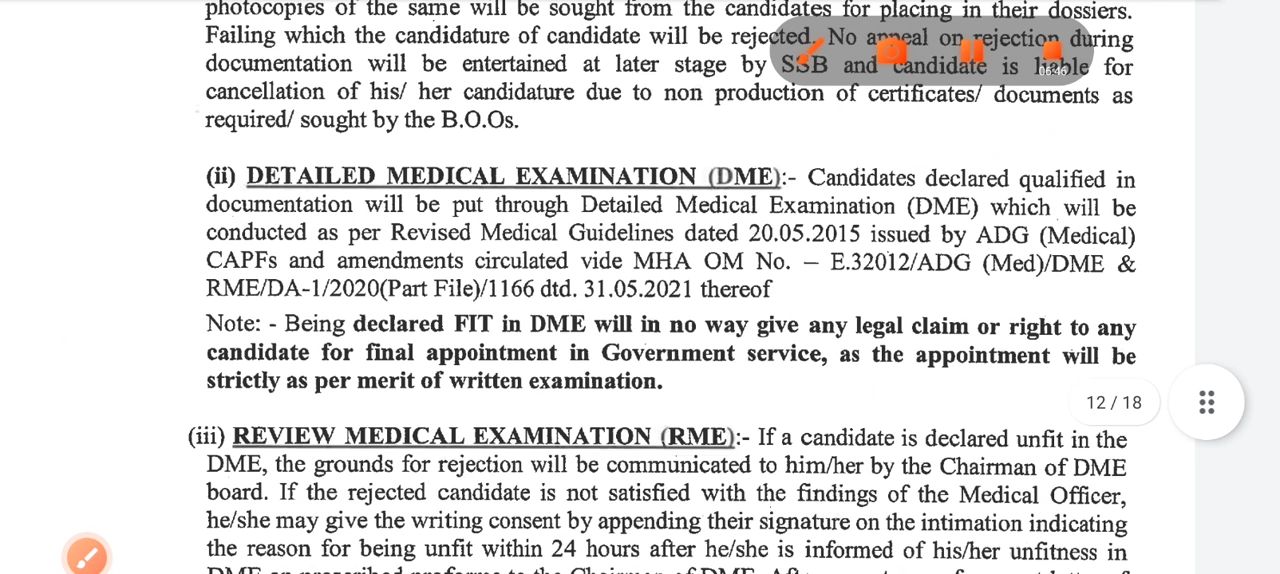 photocopies of the same will be sought from the candidates for placing in their dossiers.
Failing which the candidature of candidate will be rejected. No appeal on rejection during
documentation will be entertained at later stage by SSB and candidate is liable for
05:46
cancellation of his/ her candidature due to non production of certificates/ documents as
required/ sought by the B.O.Os.
(ii) DETAILED MEDICAL EXAMINATION (DME):- Candidates declared qualified in
documentation will be put through Detailed Medical Examination (DME) which will be
conducted as per Revised Medical Guidelines dated 20.05.2015 issued by ADG (Medical)
CAPFs and amendments circulated vide MHA OM No. – E.32012/ADG (Med)/DME &
RME/DA-1/2020(Part File)/1166 dtd. 31.05.2021 thereof
Note: - Being declared FIT in DME will in no way give any legal claim or right to any
candidate for final appointment in Government service, as the appointment will be
strictly as per merit of written examination.
12 / 18
(iii) REVIEW MEDICAL EXAMINATION (RME):- If a candidate is declared unfit in the
DME, the grounds for rejection will be communicated to him/her by the Chairman of DME
board. If the rejected candidate is not satisfied with the findings of the Medical Officer,
he/she may give the writing consent by appending their signature on the intimation indicating
the reason for being unfit within 24 hours after he/she is informed of his/her unfitness in